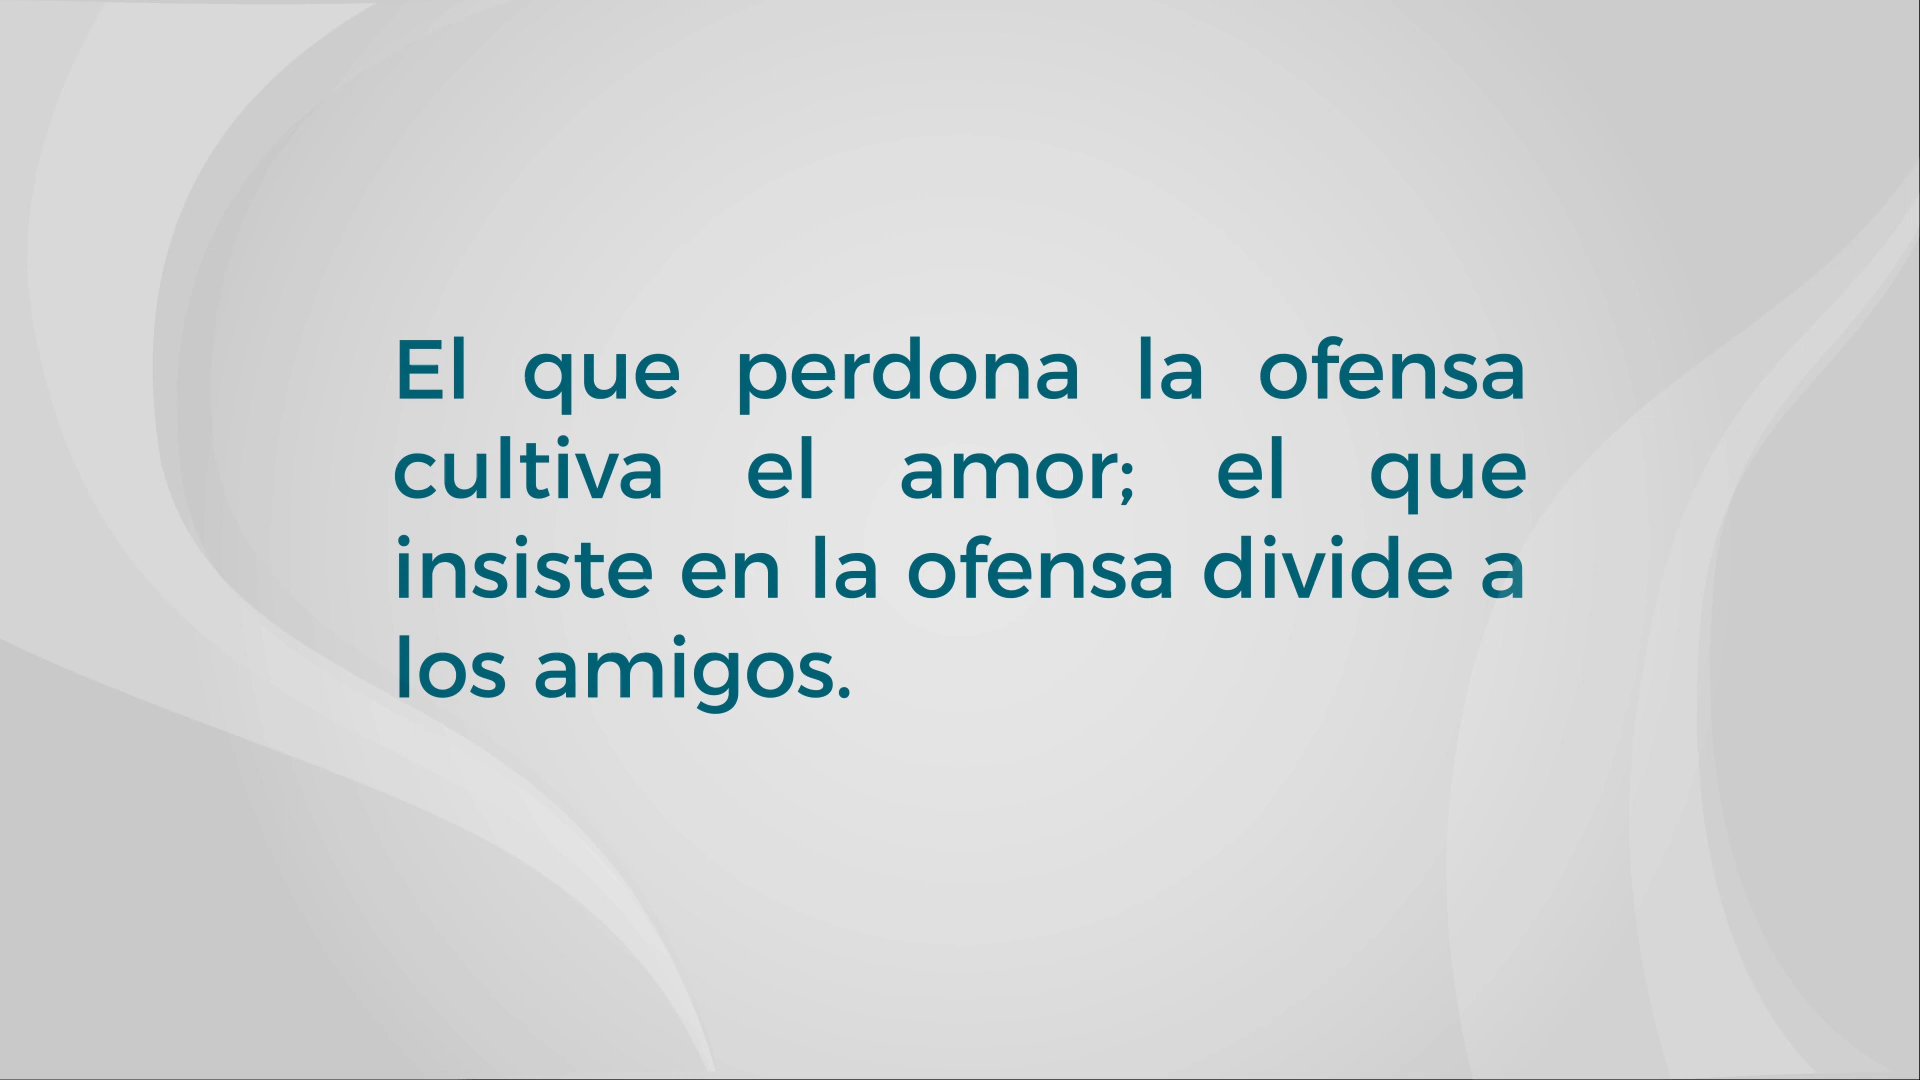 El que perdona la ofensa
cultiva el amor; el que
insiste en la ofensa divide a
los amigos.